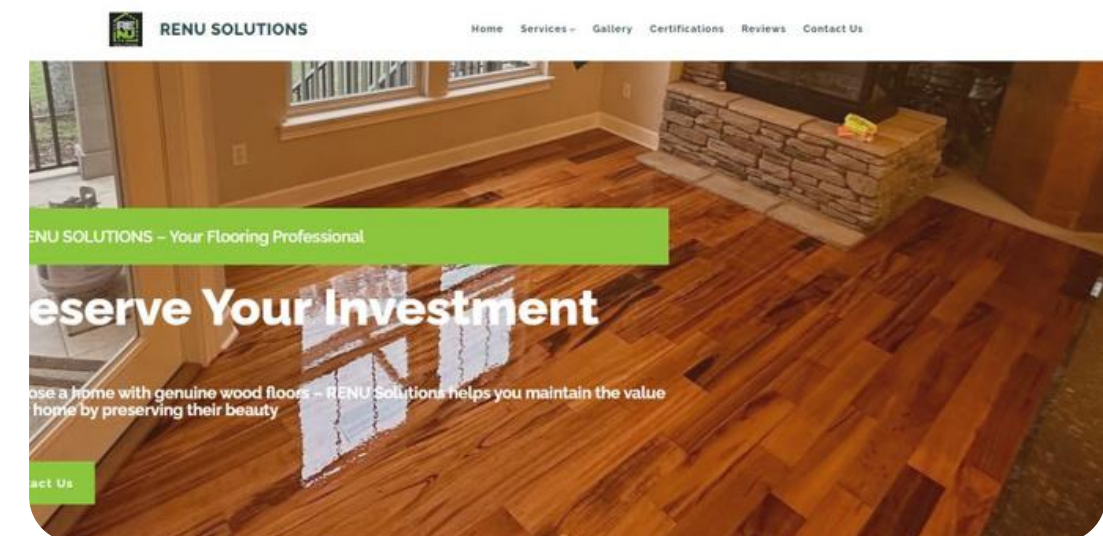 RENU
RENU SOLUTIONS
Home Services Gallery Certifications Reviews Contact Us
ENU SOLUTIONS – Your Flooring Professional
eserve Your Investment
ose a home with genuine wood floors – RENU Solutions helps you maintain the value
home by preserving their beauty
act Us